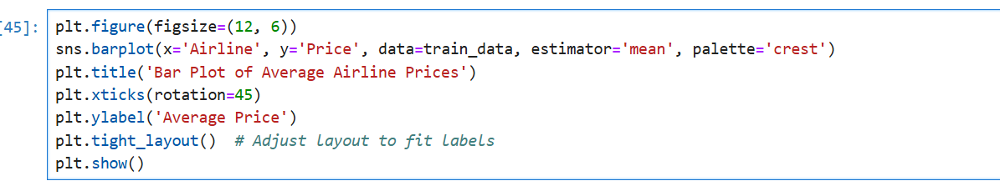 [45]: plt.figure(figsize=(12, 6))
sns.barplot(x='Airline', y='Price', data=train_data, estimator='mean', palette='crest')
plt.title('Bar Plot of Average Airline Prices')
plt.xticks(rotation=45)
plt.ylabel('Average Price')
plt.tight_layout()  # Adjust layout to fit labels
plt.show()